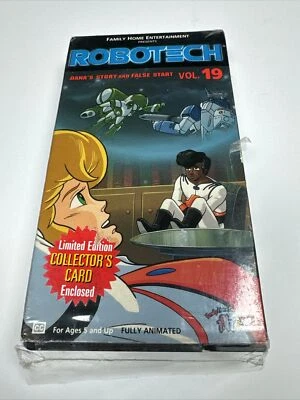 FAMILY HOME ENTERTAINMENT
PRESENTS
ROBOTECH
DANA'S STORY AND FALSE START VOL. 19
Limited Edition
COLLECTOR'S
CARD
Enclosed
CC For Ages 5 and Up FULLY ANIMATED